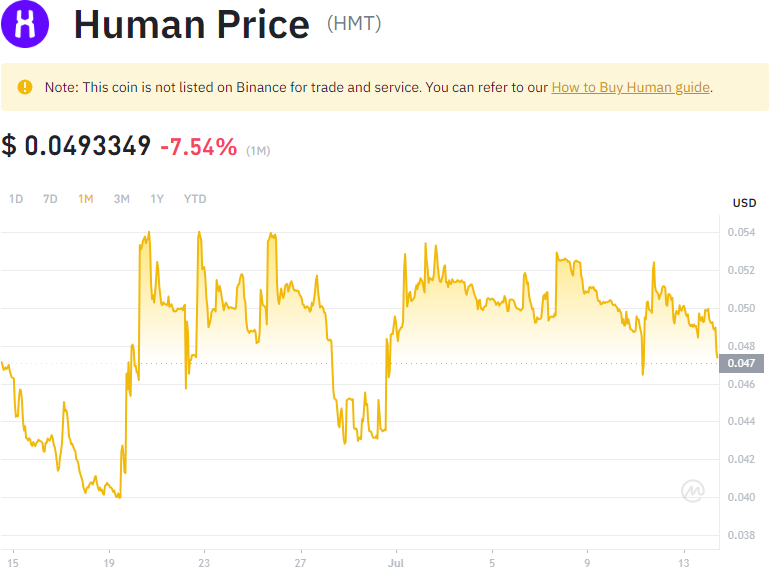 Human Price (HMT)
Note: This coin is not listed on Binance for trade and service. You can refer to our How to Buy Human guide.
$ 0.0493349 -7.54% (1M)
1D 7D 1M 3M 1Y YTD
USD
0.054
0.052
0.050
0.048
0.047
0.046
0.044
0.042
0.040
0.038
15 19 23 27 Jul 5 9 13